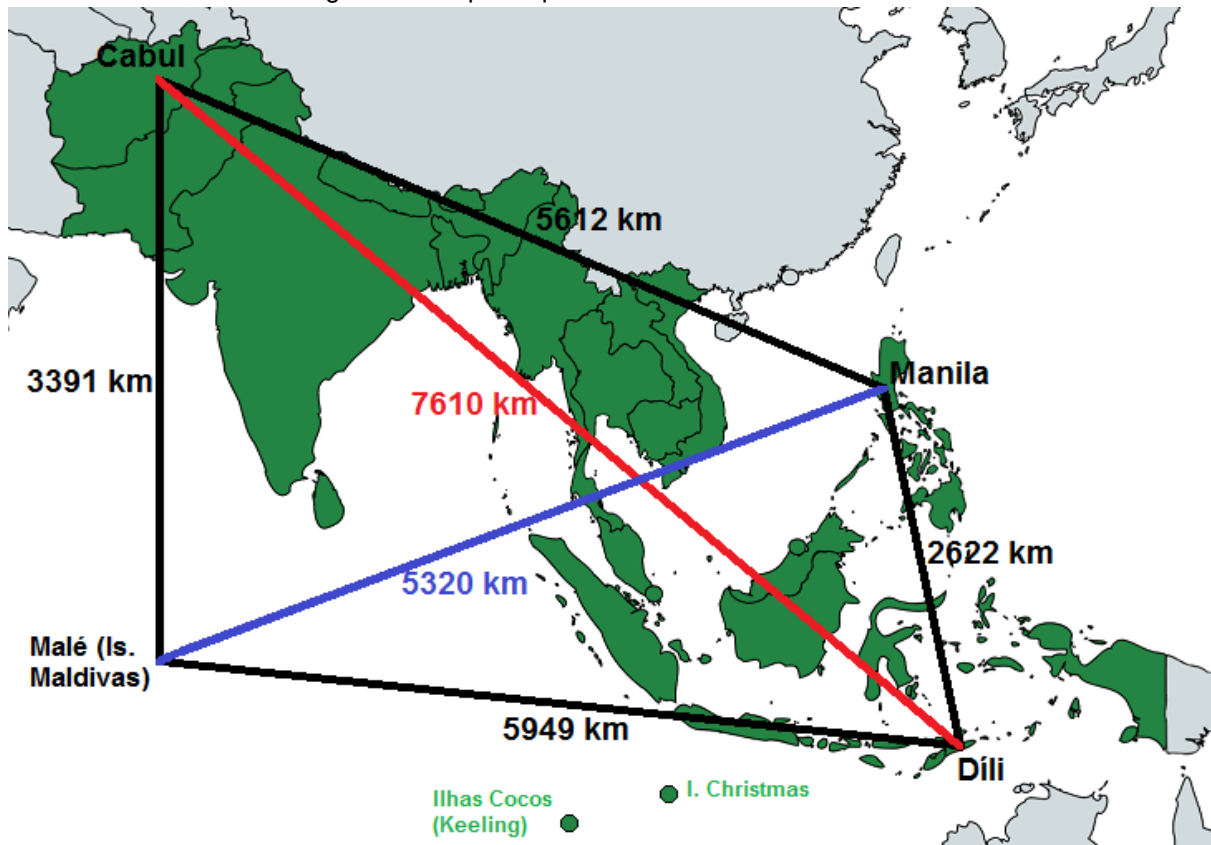 Cabul
5612 km
3391 km
Manila
7610 km
2622 km
5320 km
Malé (Is.
Maldivas)
5949 km
Díli
I. Christmas
Ilhas Cocos
(Keeling)